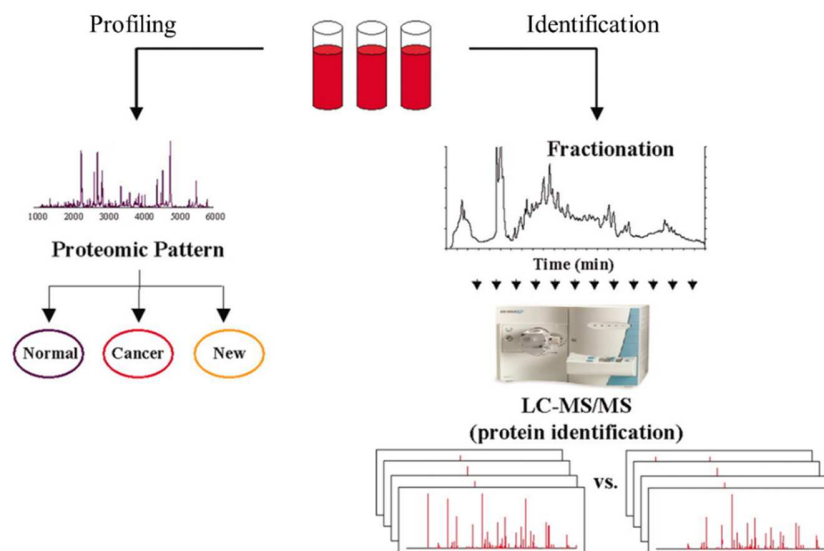 Profiling
Identification
1000 2000 3000 4000 5000 6000
Proteomic Pattern
Normal
Cancer
New
Fractionation
Time (min)
LC-MS/MS
(protein identification)
vs.